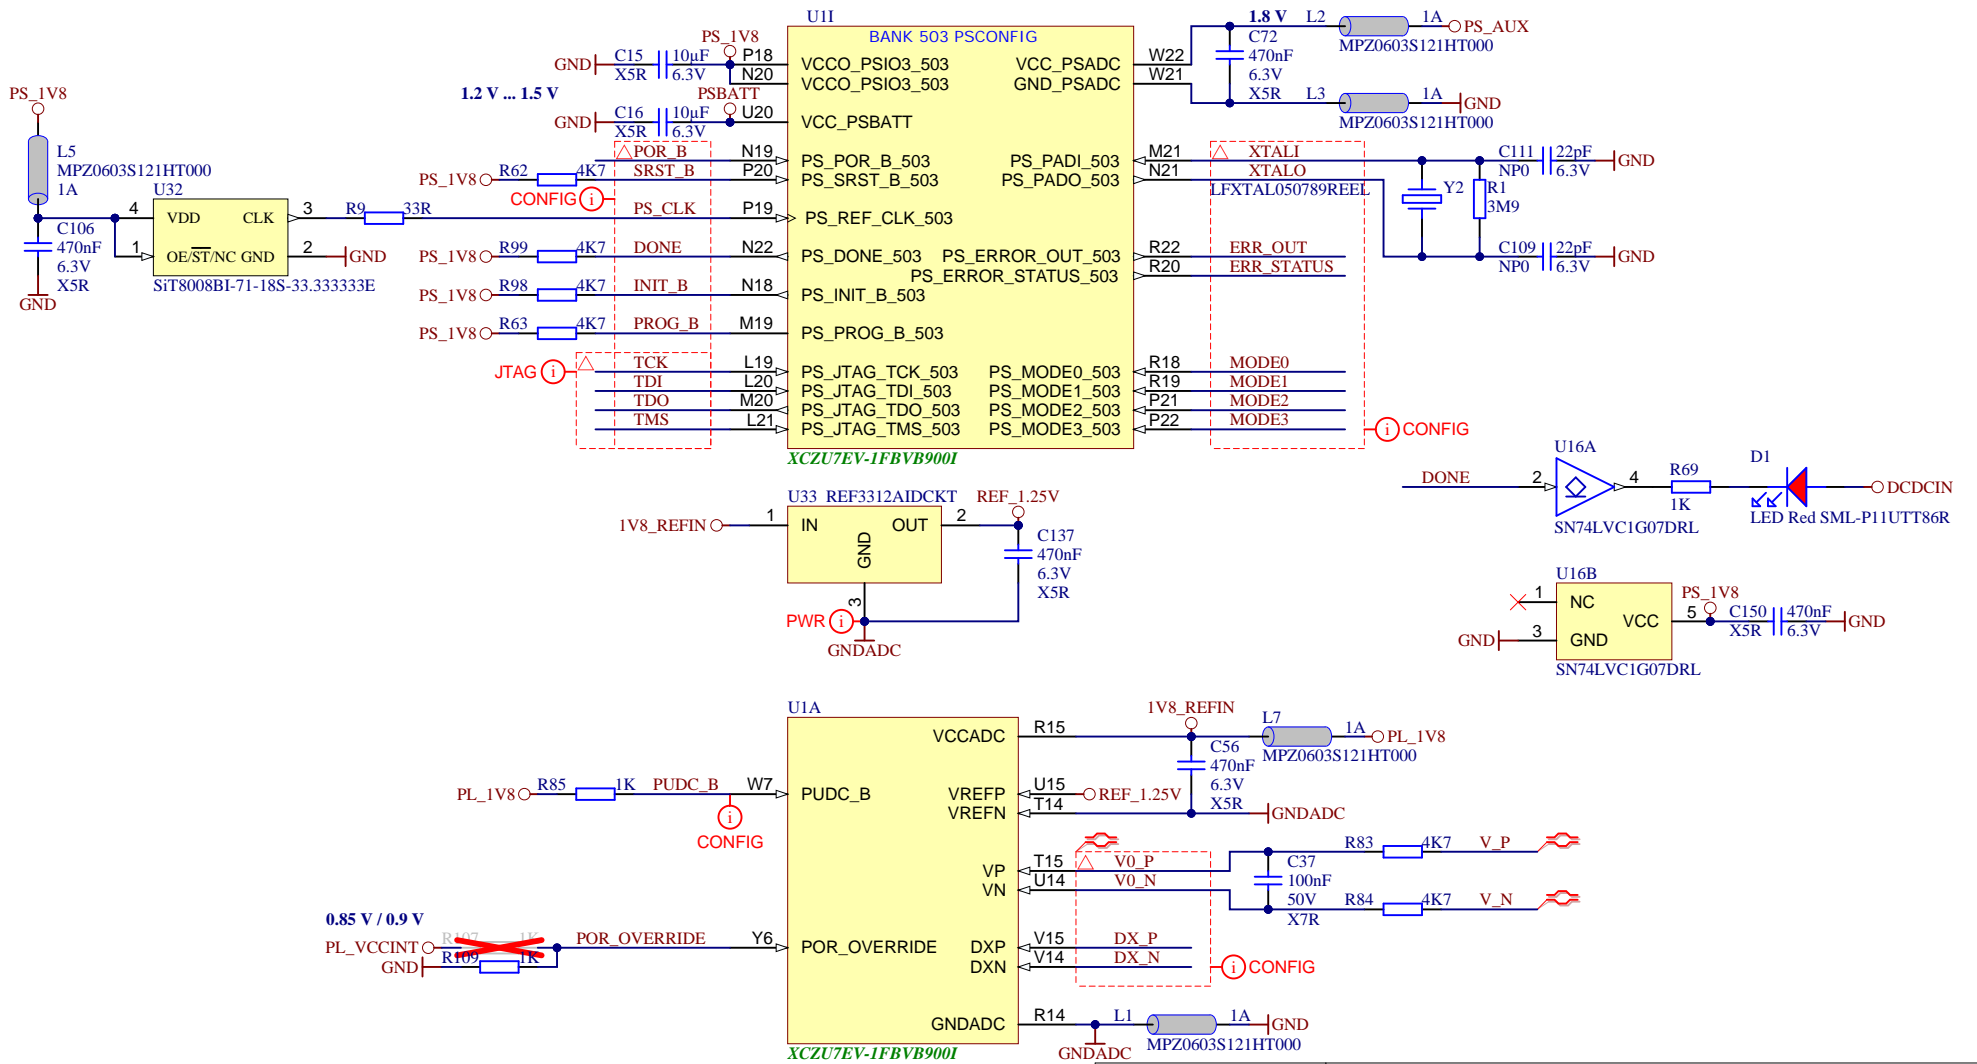 U1I
BANK 503 PSCONFIG
PS_1V8
C15 10µF
GND X5R 6.3V
P18 VCCO_PSIO3_503
N20 VCCO_PSIO3_503
1.2 V ... 1.5 V
PSBATT
C16 10µF
GND X5R 6.3V
U20 VCC_PSBATT
POR_B N19 PS_POR_B_503
PS_1V8 R62 4K7 SRST_B P20 PS_SRST_B_503
CONFIG
PS_CLK P19 PS_REF_CLK_503
PS_1V8 R99 4K7 DONE N22 PS_DONE_503
PS_1V8 R98 4K7 INIT_B N18 PS_INIT_B_503
PS_1V8 R63 4K7 PROG_B M19 PS_PROG_B_503
JTAG
TCK L19 PS_JTAG_TCK_503
TDI L20 PS_JTAG_TDI_503
TDO M20 PS_JTAG_TDO_503
TMS L21 PS_JTAG_TMS_503
XCZU7EV-1FBVB900I
PS_1V8
L5
MPZ0603S121HT000
1A
U32
4 VDD CLK 3 R9 33R
1 OE/ST/NC GND 2 GND
SiT8008BI-71-18S-33.333333E
C106
470nF
6.3V
X5R
GND
VCC_PSADC W22
GND_PSADC W21
1.8 V L2 1A PS_AUX
MPZ0603S121HT000
C72
470nF
6.3V
X5R L3 1A GND
MPZ0603S121HT000
PS_PADI_503 M21 XTALI
PS_PADO_503 N21 XTALO
LFXTAL050789REEL
Y2
R1
3M9
C111 22pF GND
NP0 6.3V
C109 22pF GND
NP0 6.3V
PS_ERROR_OUT_503 R22 ERR_OUT
PS_ERROR_STATUS_503 R20 ERR_STATUS
PS_MODE0_503 R18 MODE0
PS_MODE1_503 R19 MODE1
PS_MODE2_503 P21 MODE2
PS_MODE3_503 P22 MODE3
CONFIG
U16A
DONE 2 4 R69 1K D1 DCDCIN
SN74LVC1G07DRL
LED Red SML-P11UTT86R
U33 REF3312AIDCKT REF_1.25V
1V8_REFIN 1 IN OUT 2
GND
3
C137
470nF
6.3V
X5R
PWR
GNDADC
U16B
1 NC
GND 3 GND
VCC 5 PS_1V8
C150 470nF GND
X5R 6.3V
SN74LVC1G07DRL
U1A
PL_1V8 R85 1K PUDC_B W7 PUDC_B
CONFIG
0.85 V / 0.9 V
PL_VCCINT R107 1K
GND R109 1K
POR_OVERRIDE Y6 POR_OVERRIDE
VCCADC R15
1V8_REFIN
L7 1A PL_1V8
MPZ0603S121HT000
C56
470nF
6.3V
X5R
VREFP U15 REF_1.25V
VREFN T14 GNDADC
VP T15 V0_P
VN U14 V0_N
C37
100nF
50V
X7R
R83 4K7 V_P
R84 4K7 V_N
DXP V15 DX_P
DXN V14 DX_N
CONFIG
GNDADC R14 L1 1A GND
GNDADC MPZ0603S121HT000
XCZU7EV-1FBVB900I